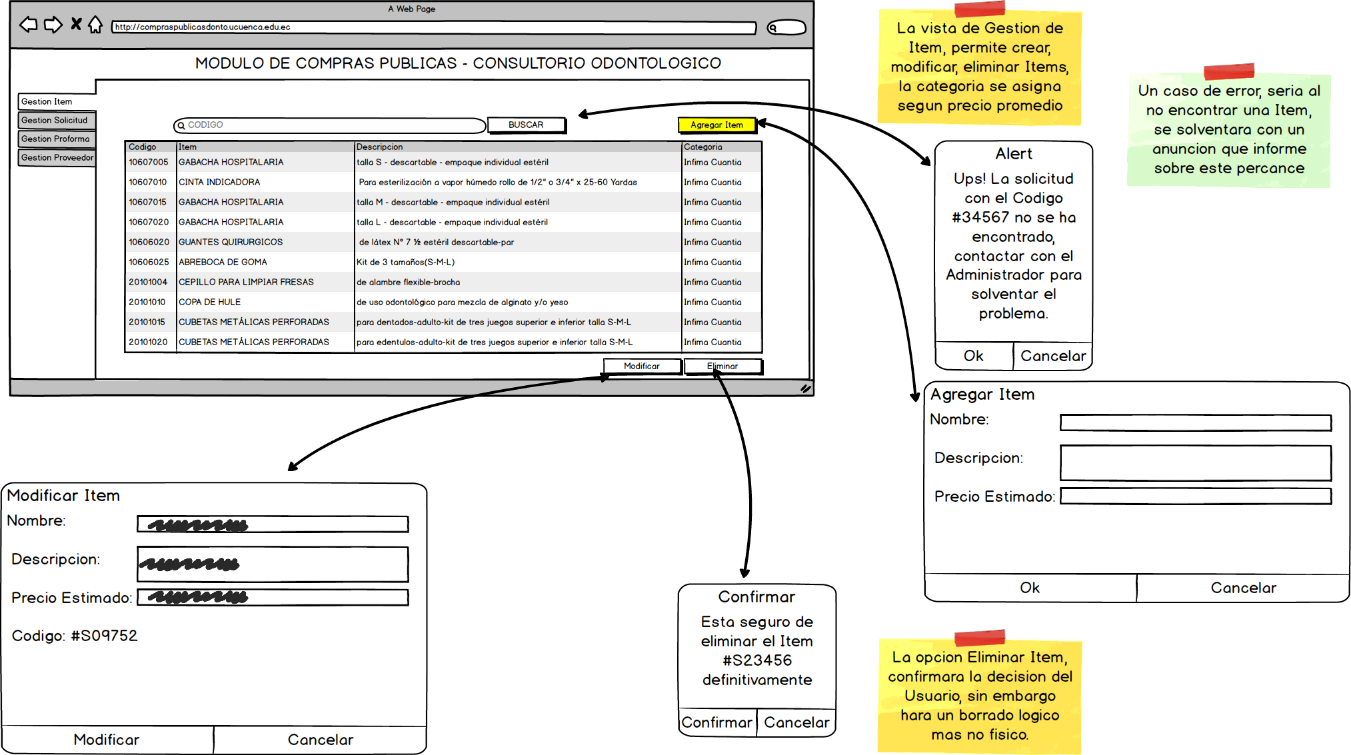 A Web Page
http://compraspublicasdonto.ucuenca.edu.ec
MODULO DE COMPRAS PUBLICAS - CONSULTORIO ODONTOLOGICO
Gestion Item
Gestion Solicitud
Gestion Proforma
Gestion Proveedor
CODIGO
BUSCAR
Agregar Item
Codigo Item Descripcion Categoria
10607005 GABACHA HOSPITALARIA talla S - descartable - empaque individual estéril Infima Cuantia
10607010 CINTA INDICADORA Para esterilización a vapor húmedo rollo de 1/2" o 3/4" x 25-60 Yardas Infima Cuantia
10607015 GABACHA HOSPITALARIA talla M - descartable - empaque individual estéril Infima Cuantia
10607020 GABACHA HOSPITALARIA talla L - descartable - empaque individual estéril Infima Cuantia
10606020 GUANTES QUIRURGICOS de látex N° 7 ½ estéril descartable-par Infima Cuantia
10606025 ABREBOCA DE GOMA Kit de 3 tamaños(S-M-L) Infima Cuantia
20101004 CEPILLO PARA LIMPIAR FRESAS de alambre flexible-brocha Infima Cuantia
20101010 COPA DE HULE de uso odontológico para mezcla de alginato y/o yeso Infima Cuantia
20101015 CUBETAS METÁLICAS PERFORADAS para dentados-adulto-kit de tres juegos superior e inferior talla S-M-L Infima Cuantia
20101020 CUBETAS METÁLICAS PERFORADAS para edentulos-adulto-kit de tres juegos superior e inferior talla S-M-L Infima Cuantia
Modificar
Eliminar
La vista de Gestion de
Item, permite crear,
modificar, eliminar Items,
la categoria se asigna
segun precio promedio
Un caso de error, seria al
no encontrar una Item,
se solventara con un
anuncion que informe
sobre este percance
Alert
Ups! La solicitud
con el Codigo
#34567 no se ha
encontrado,
contactar con el
Administrador para
solventar el
problema.
Ok
Cancelar
Agregar Item
Nombre:
Descripcion:
Precio Estimado:
Ok
Cancelar
Modificar Item
Nombre:
Descripcion:
Precio Estimado:
Codigo: #S09752
Modificar
Cancelar
Confirmar
Esta seguro de
eliminar el Item
#S23456
definitivamente
Confirmar
Cancelar
La opcion Eliminar Item,
confirmara la decision del
Usuario, sin embargo
hara un borrado logico
mas no fisico.